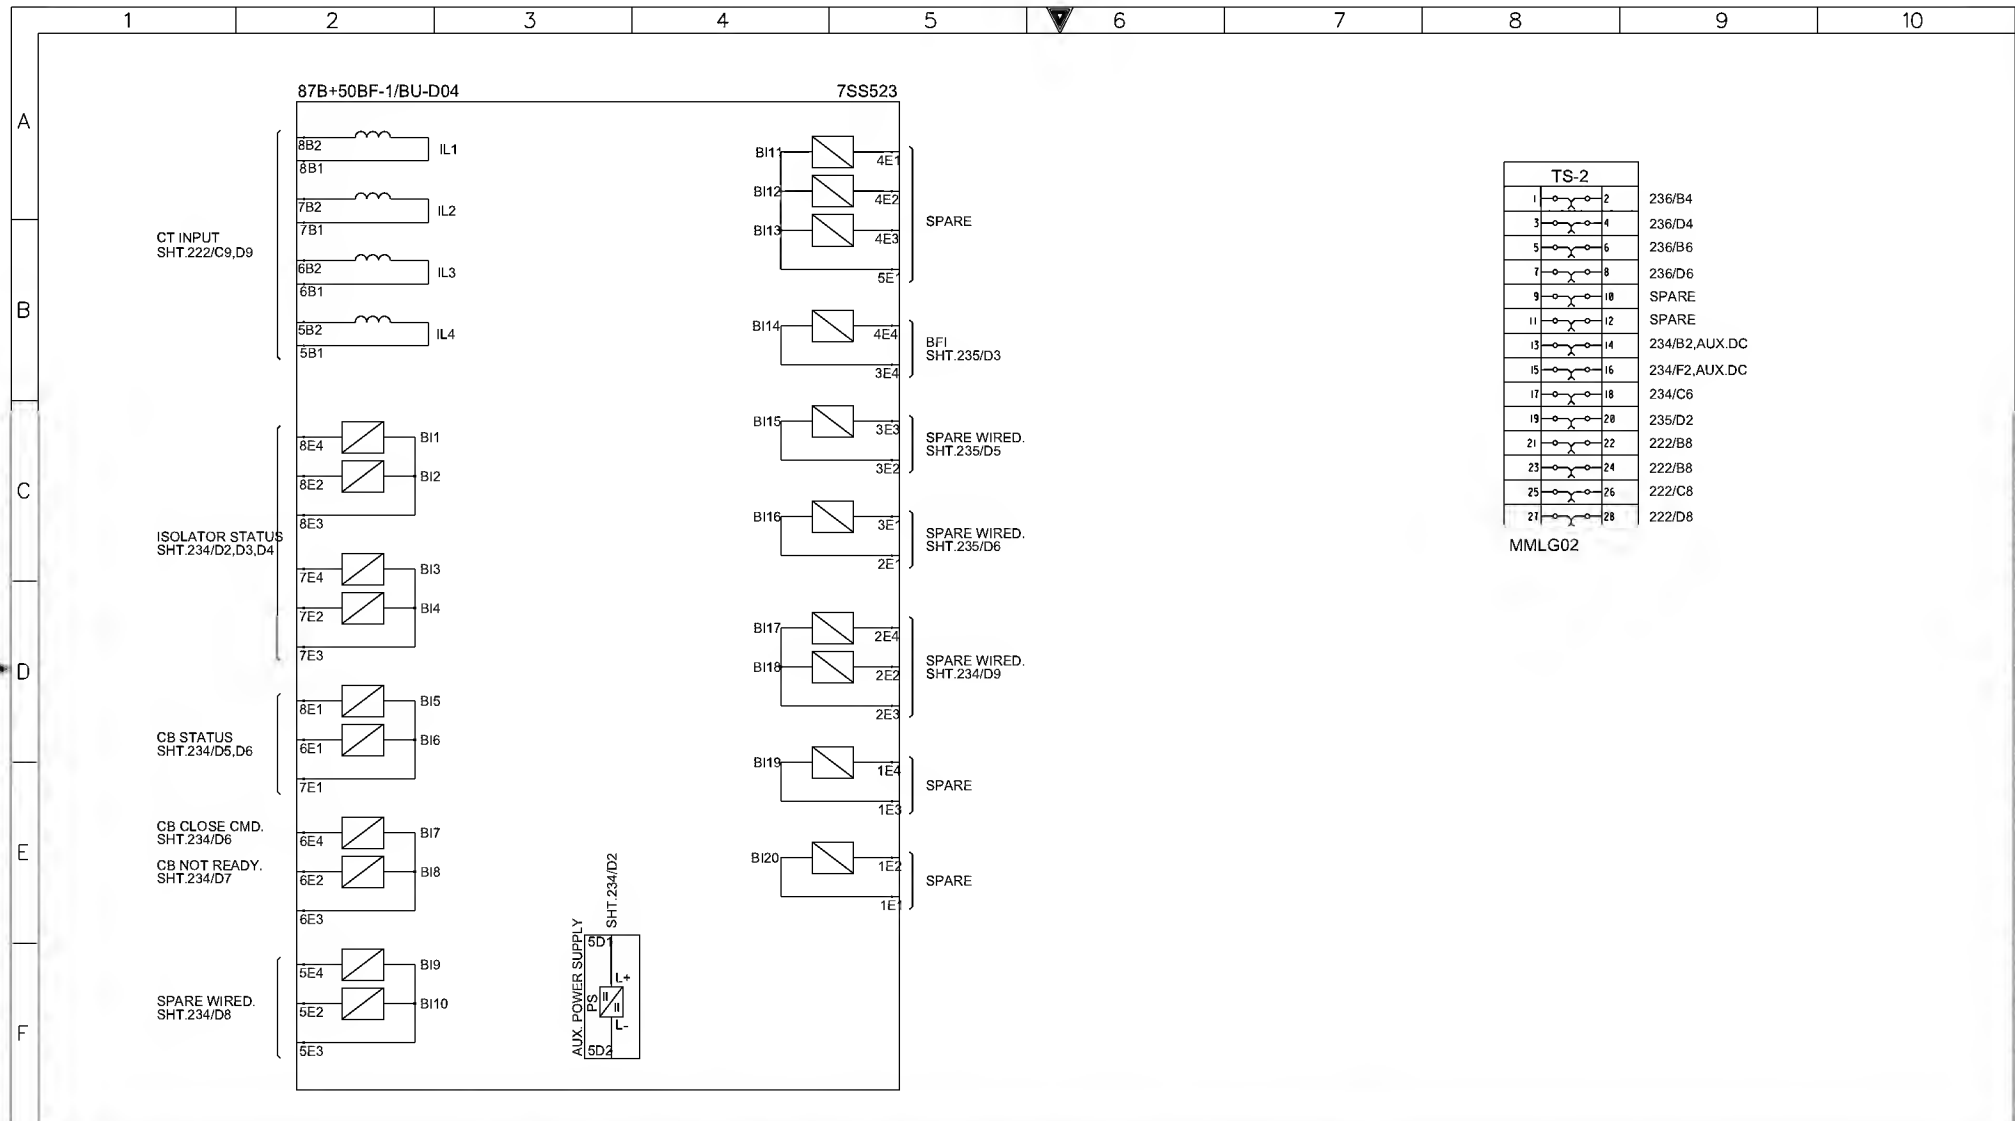 1 2 3 4 5 6 7 8 9 10
A
B
C
D
E
F
87B+50BF-1/BU-D04
7SS523
CT INPUT
SHT.222/C9,D9
8B2
IL1
8B1
7B2
IL2
7B1
6B2
IL3
6B1
5B2
IL4
5B1
ISOLATOR STATUS
SHT.234/D2,D3,D4
8E4 BI1
8E2 BI2
8E3
7E4 BI3
7E2 BI4
7E3
CB STATUS
SHT.234/D5,D6
8E1 BI5
6E1 BI6
7E1
CB CLOSE CMD.
SHT.234/D6
6E4 BI7
CB NOT READY.
SHT.234/D7
6E2 BI8
6E3
SPARE WIRED.
SHT.234/D8
5E4 BI9
5E2 BI10
5E3
AUX. POWER SUPPLY
SHT.234/D2
5D1
L+
PS
L-
5D2
BI11 4E1
BI12 4E2
BI13 4E3
5E1
SPARE
BI14 4E4
3E4
BFI
SHT.235/D3
BI15 3E3
3E2
SPARE WIRED.
SHT.235/D5
BI16 3E1
2E1
SPARE WIRED.
SHT.235/D6
BI17 2E4
BI18 2E2
2E3
SPARE WIRED.
SHT.234/D9
BI19 1E4
1E3
SPARE
BI20 1E2
1E1
SPARE
TS-2
1 2 236/B4
3 4 236/D4
5 6 236/B6
7 8 236/D6
9 10 SPARE
11 12 SPARE
13 14 234/B2,AUX.DC
15 16 234/F2,AUX.DC
17 18 234/C6
19 20 235/D2
21 22 222/B8
23 24 222/B8
25 26 222/C8
27 28 222/D8
MMLG02